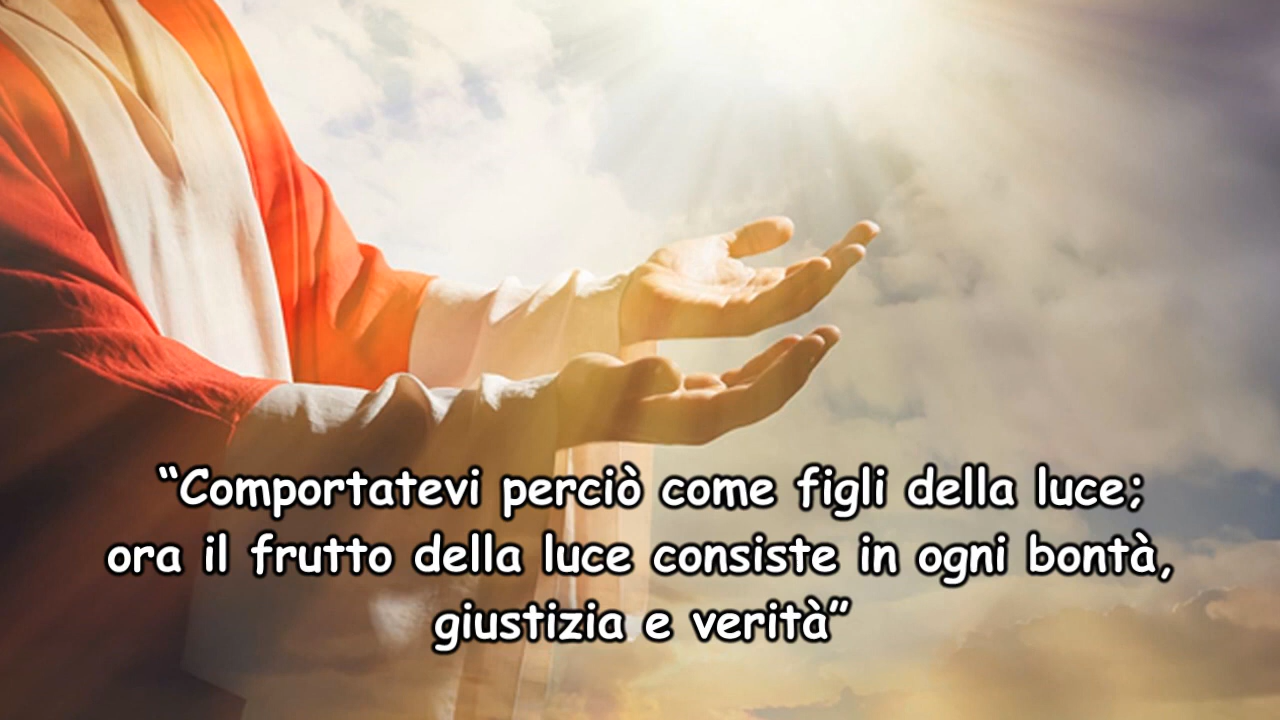 “Comportatevi perciò come figli della luce;
ora il frutto della luce consiste in ogni bontà,
giustizia e verità”